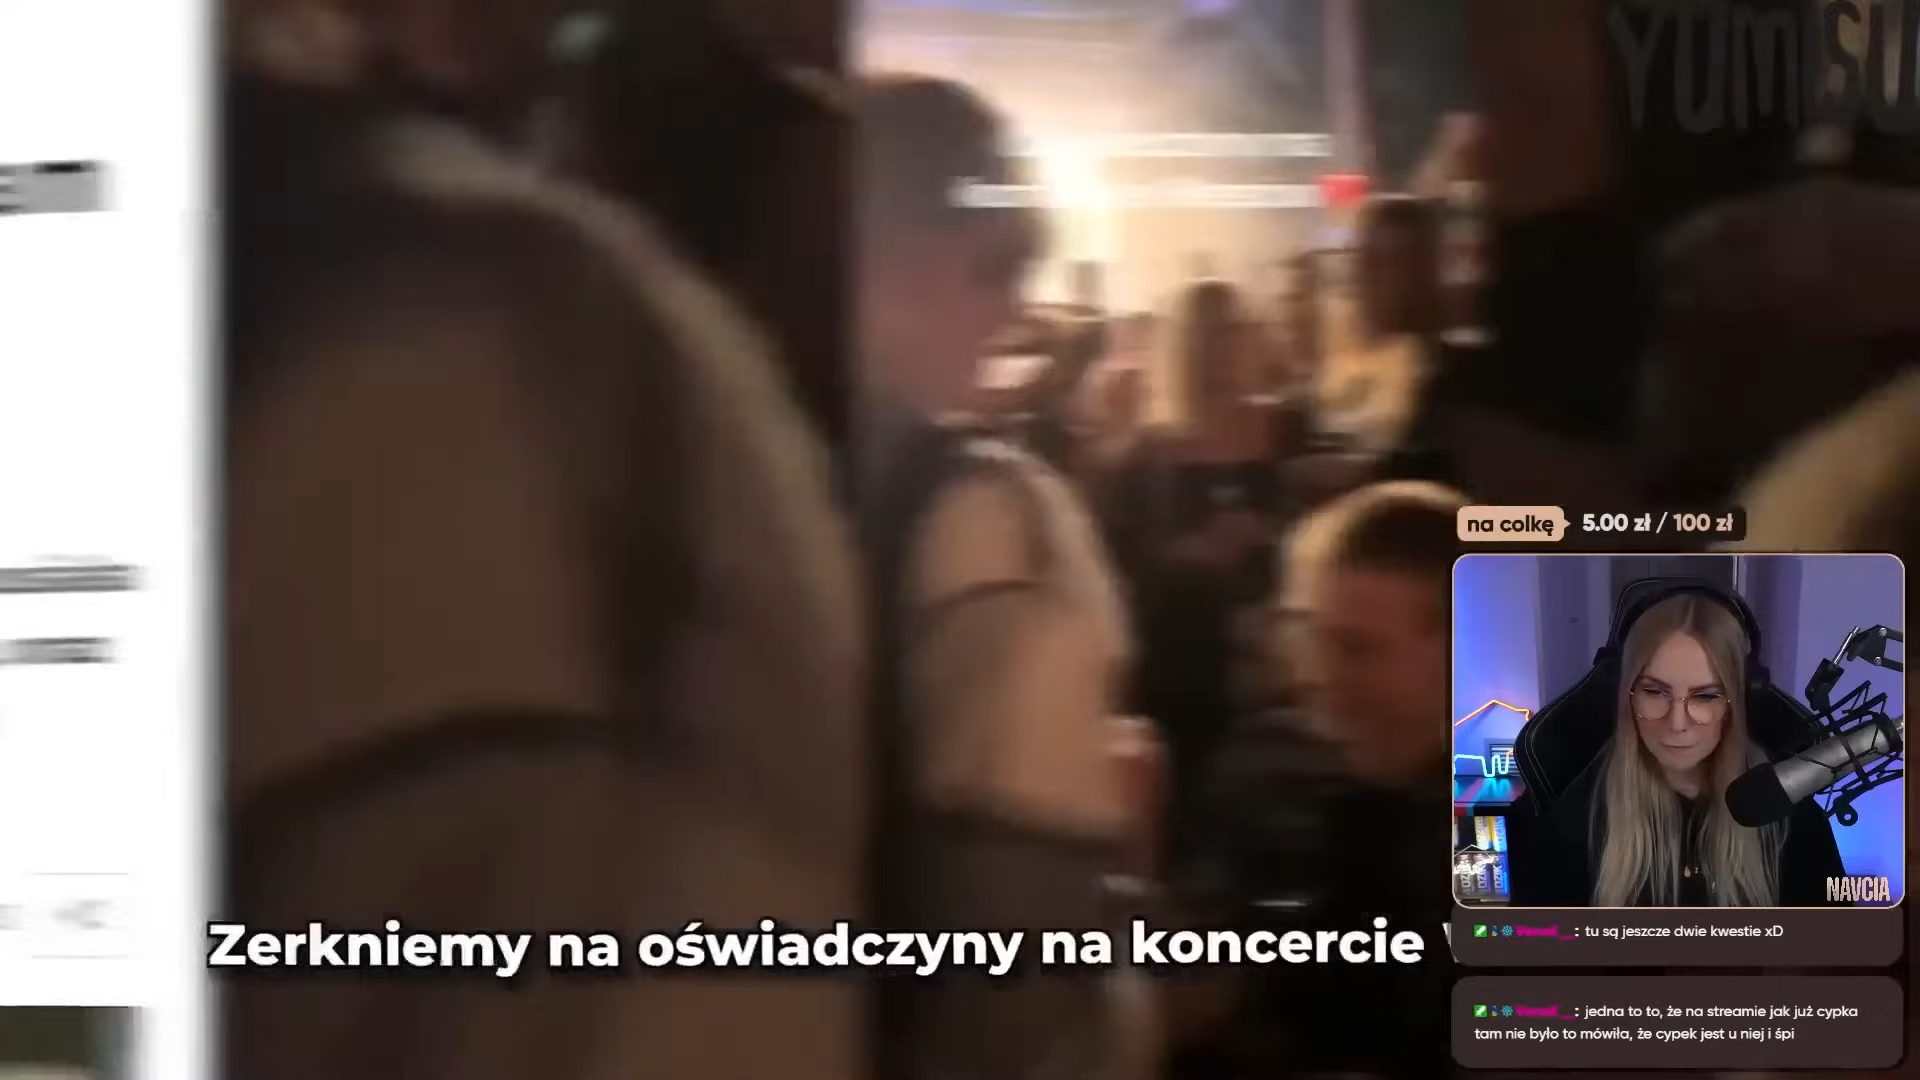 YOMISU
na colkę 5.00 zł / 100 zł
NAVCIA
Zerkniemy na oświadczyny na koncercie
: tu są jeszcze dwie kwestie xD
: jedna to to, że na streamie jak już cypka
tam nie było to mówiła, że cypek jest u niej i śpi